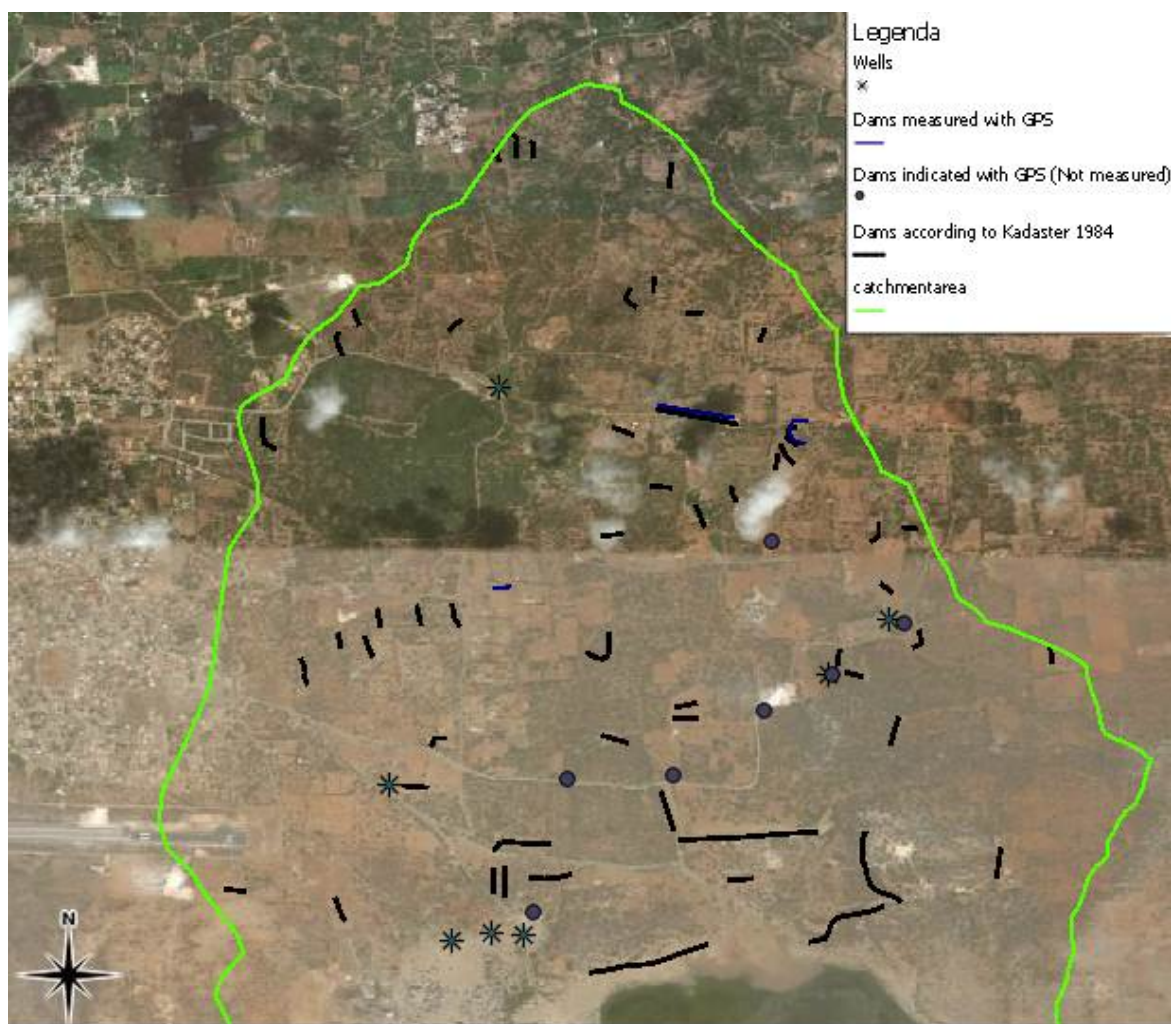 Legenda
Wells
Dams measured with GPS
Dams indicated with GPS (Not measured)
Dams according to Kadaster 1984
catchmentarea
N